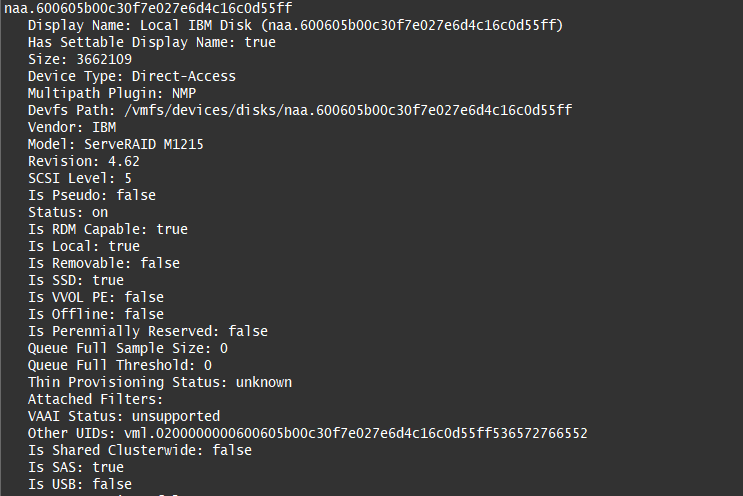 naa.600605b00c30f7e027e6d4c16c0d55ff
Display Name: Local IBM Disk (naa.600605b00c30f7e027e6d4c16c0d55ff)
Has Settable Display Name: true
Size: 3662109
Device Type: Direct-Access
Multipath Plugin: NMP
Devfs Path: /vmfs/devices/disks/naa.600605b00c30f7e027e6d4c16c0d55ff
Vendor: IBM
Model: ServeRAID M1215
Revision: 4.62
SCSI Level: 5
Is Pseudo: false
Status: on
Is RDM Capable: true
Is Local: true
Is Removable: false
Is SSD: true
Is VVOL PE: false
Is Offline: false
Is Perennially Reserved: false
Queue Full Sample Size: 0
Queue Full Threshold: 0
Thin Provisioning Status: unknown
Attached Filters:
VAAI Status: unsupported
Other UIDs: vml.0200000000600605b00c30f7e027e6d4c16c0d55ff536572766552
Is Shared Clusterwide: false
Is SAS: true
Is USB: false